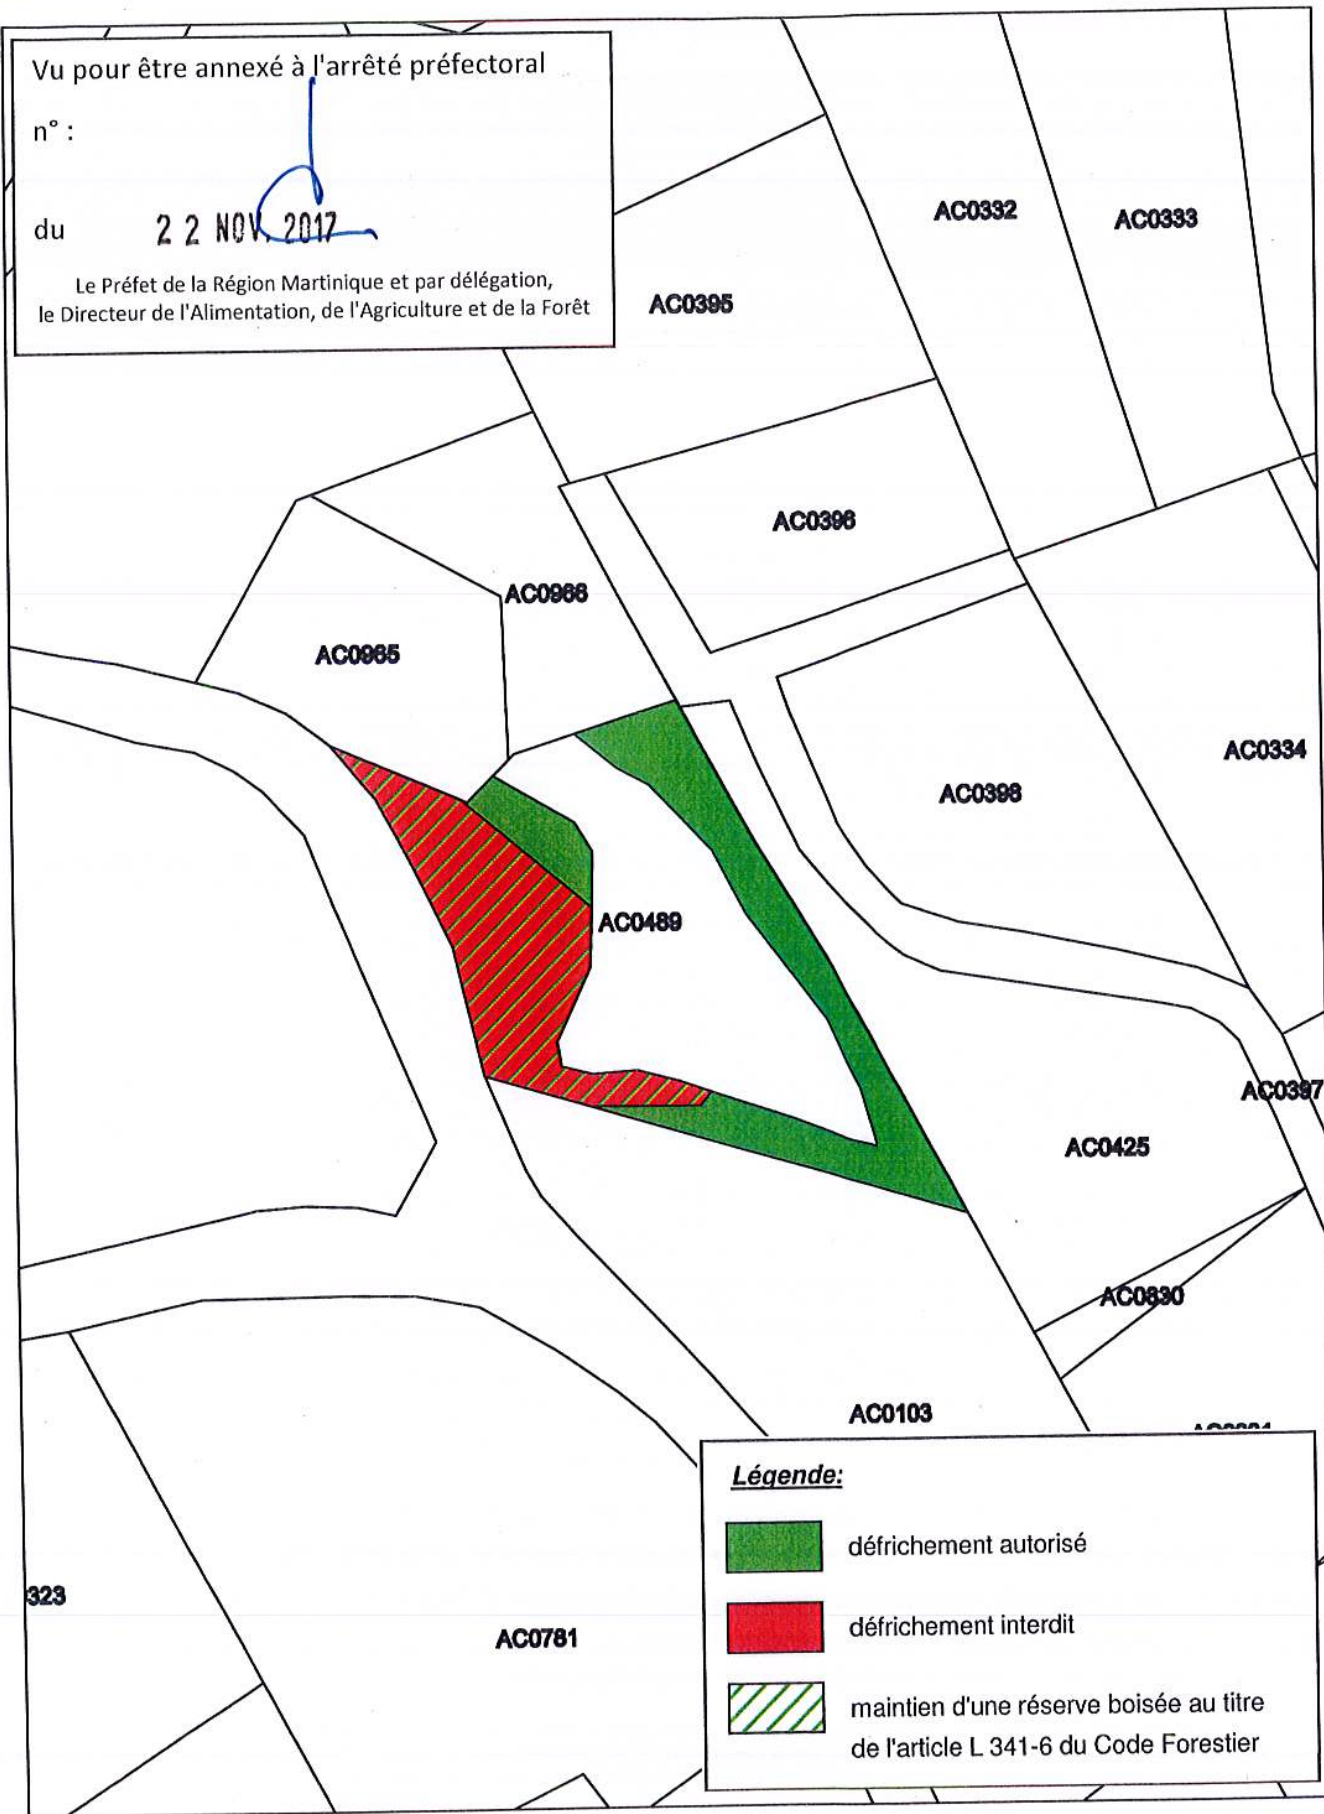 Vu pour être annexé à l'arrêté préfectoral
n° :
du 22 NOV. 2017
Le Préfet de la Région Martinique et par délégation,
le Directeur de l'Alimentation, de l'Agriculture et de la Forêt
AC0332
AC0333
AC0395
AC0396
AC0966
AC0965
AC0334
AC0398
AC0489
AC0397
AC0425
AC0830
AC0103
323
AC0781
Légende:
défrichement autorisé
défrichement interdit
maintien d'une réserve boisée au titre
de l'article L 341-6 du Code Forestier